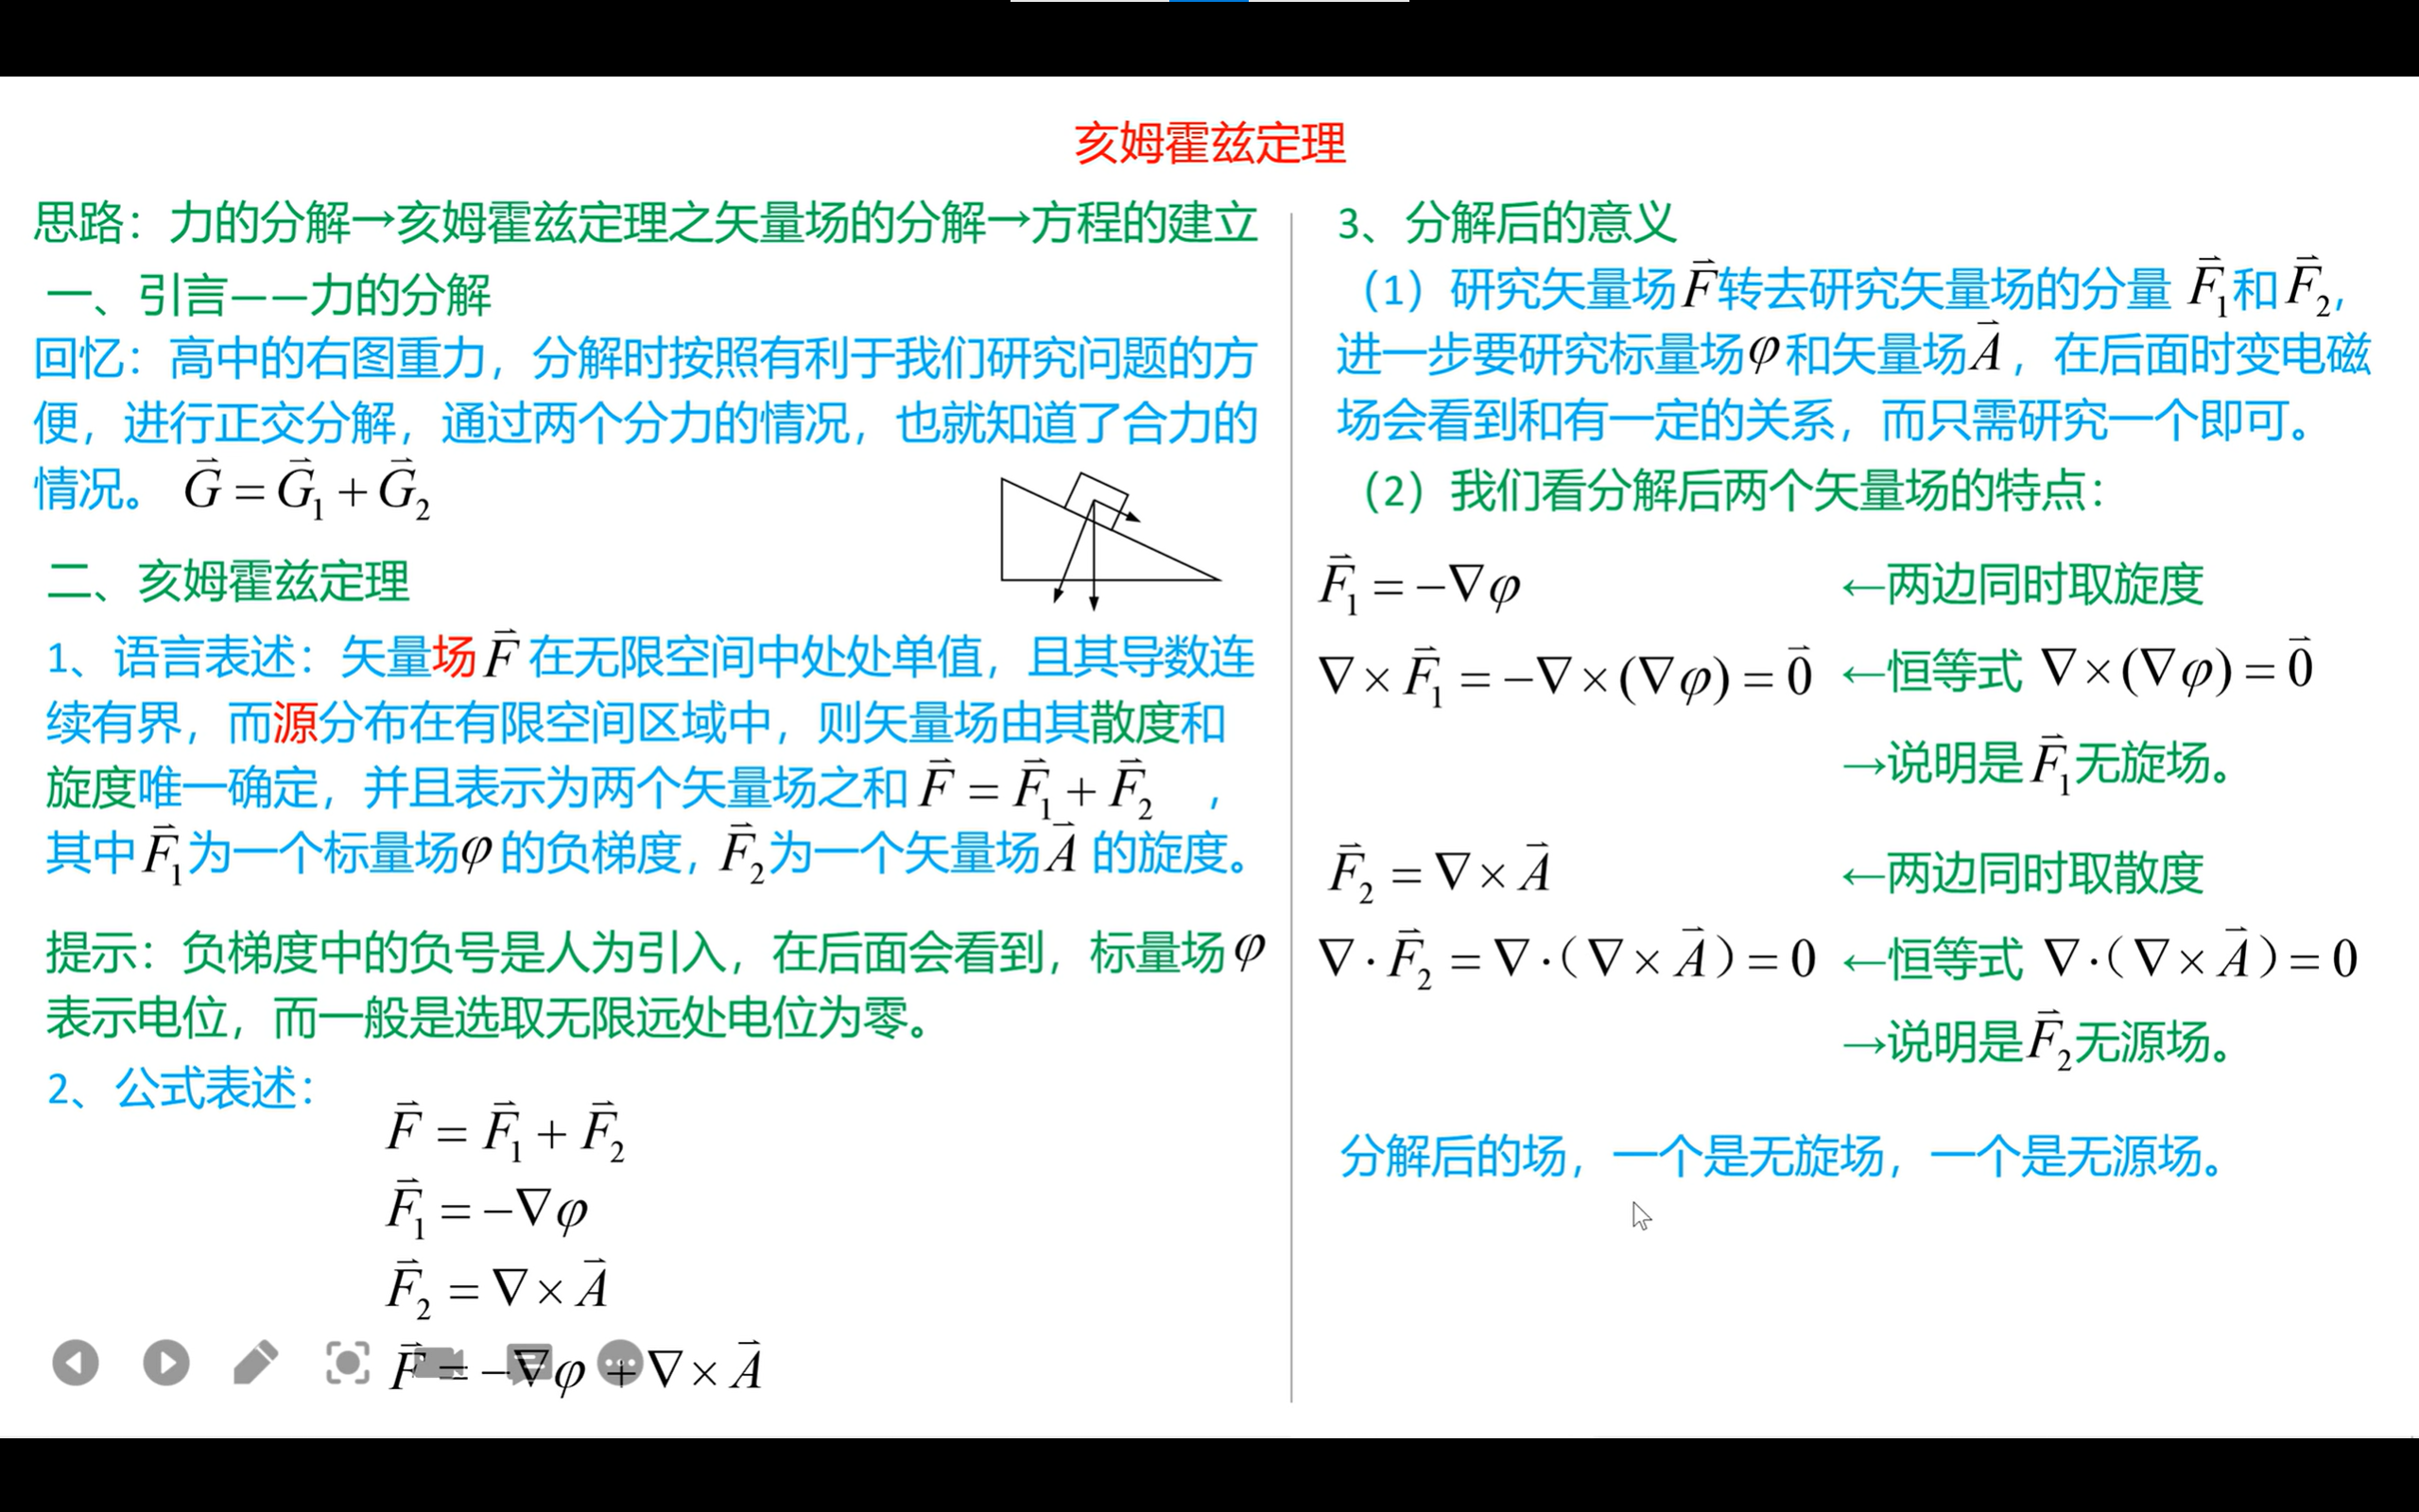 亥姆霍兹定理
思路：力的分解→亥姆霍兹定理之矢量场的分解→方程的建立
一、引言——力的分解
回忆：高中的右图重力，分解时按照有利于我们研究问题的方
便，进行正交分解，通过两个分力的情况，也就知道了合力的
情况。 $\vec{G} = \vec{G}_1 + \vec{G}_2$
二、亥姆霍兹定理
1、语言表述：矢量场 $\vec{F}$ 在无限空间中处处单值，且其导数连
续有界，而源分布在有限空间区域中，则矢量场由其散度和
旋度唯一确定，并且表示为两个矢量场之和 $\vec{F} = \vec{F}_1 + \vec{F}_2$ ，
其中 $\vec{F}_1$ 为一个标量场 $\varphi$ 的负梯度，$\vec{F}_2$ 为一个矢量场 $\vec{A}$ 的旋度。
提示：负梯度中的负号是人为引入，在后面会看到，标量场 $\varphi$
表示电位，而一般是选取无限远处电位为零。
2、公式表述：
$\vec{F} = \vec{F}_1 + \vec{F}_2$
$\vec{F}_1 = -\nabla\varphi$
$\vec{F}_2 = \nabla \times \vec{A}$
$\vec{F} = -\nabla\varphi + \nabla \times \vec{A}$
3、分解后的意义
（1）研究矢量场 $\vec{F}$ 转去研究矢量场的分量 $\vec{F}_1$ 和 $\vec{F}_2$，
进一步要研究标量场 $\varphi$ 和矢量场 $\vec{A}$，在后面时变电磁
场会看到和有一定的关系，而只需研究一个即可。
（2）我们看分解后两个矢量场的特点：
$\vec{F}_1 = -\nabla\varphi$ ←两边同时取旋度
$\nabla \times \vec{F}_1 = -\nabla \times (\nabla\varphi) = \vec{0}$ ←恒等式 $\nabla \times (\nabla\varphi) = \vec{0}$
→说明是 $\vec{F}_1$ 无旋场。
$\vec{F}_2 = \nabla \times \vec{A}$ ←两边同时取散度
$\nabla \cdot \vec{F}_2 = \nabla \cdot (\nabla \times \vec{A}) = 0$ ←恒等式 $\nabla \cdot (\nabla \times \vec{A}) = 0$
→说明是 $\vec{F}_2$ 无源场。
分解后的场，一个是无旋场，一个是无源场。